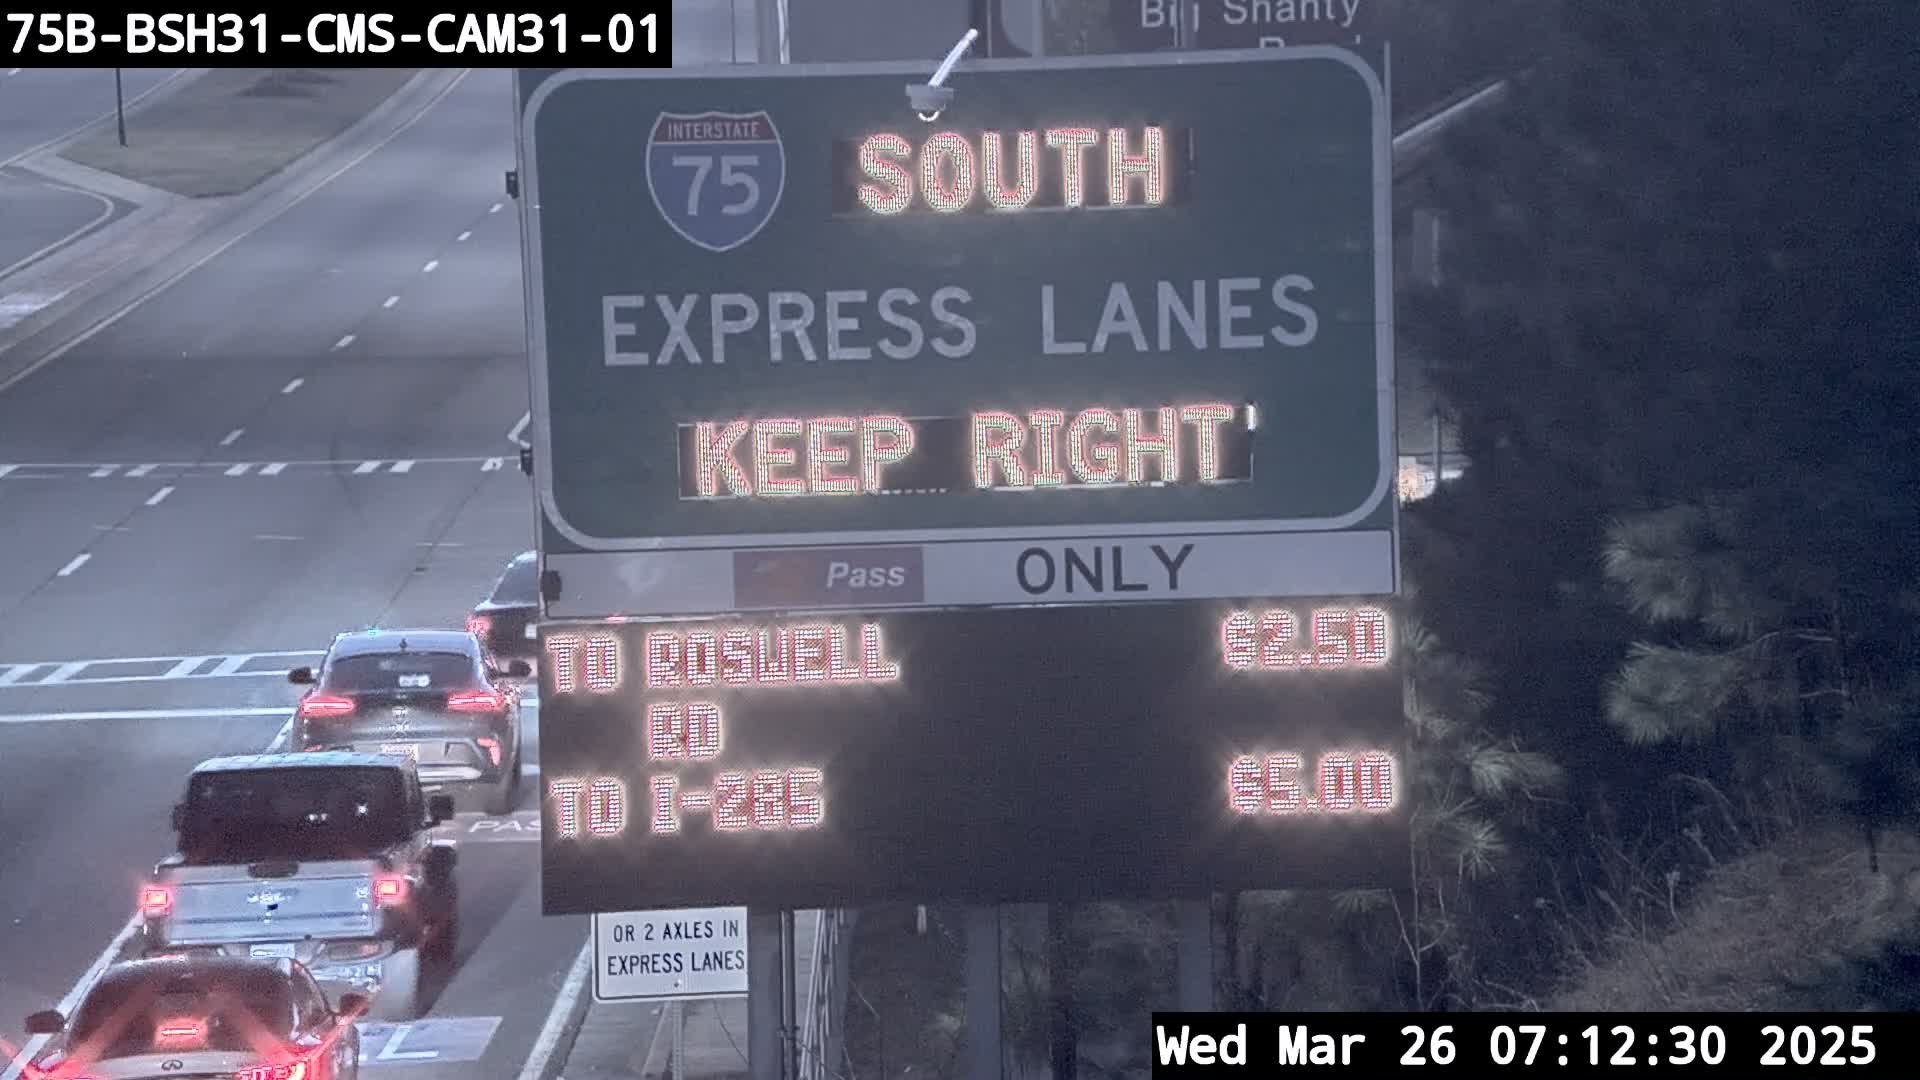 75B-BSH31-CMS-CAM31-01
Big Shanty
INTERSTATE
75
SOUTH
EXPRESS LANES
KEEP RIGHT
Pass ONLY
TO ROSWELL $2.50
RD
TO I-285 $5.00
OR 2 AXLES IN
EXPRESS LANES
Wed Mar 26 07:12:30 2025